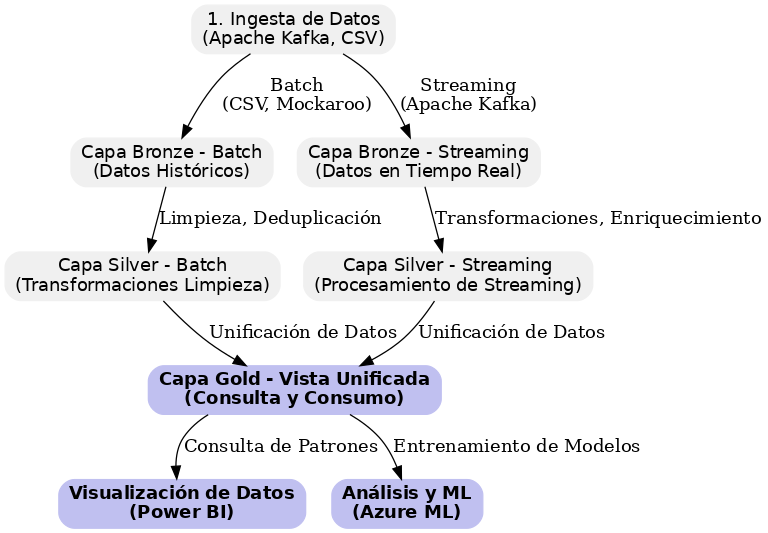 1. Ingesta de Datos
(Apache Kafka, CSV)
Batch
(CSV, Mockaroo)
Streaming
(Apache Kafka)
Capa Bronze - Batch
(Datos Históricos)
Capa Bronze - Streaming
(Datos en Tiempo Real)
Limpieza, Deduplicación
Transformaciones, Enriquecimiento
Capa Silver - Batch
(Transformaciones Limpieza)
Capa Silver - Streaming
(Procesamiento de Streaming)
Unificación de Datos
Unificación de Datos
Capa Gold - Vista Unificada
(Consulta y Consumo)
Consulta de Patrones
Entrenamiento de Modelos
Visualización de Datos
(Power BI)
Análisis y ML
(Azure ML)